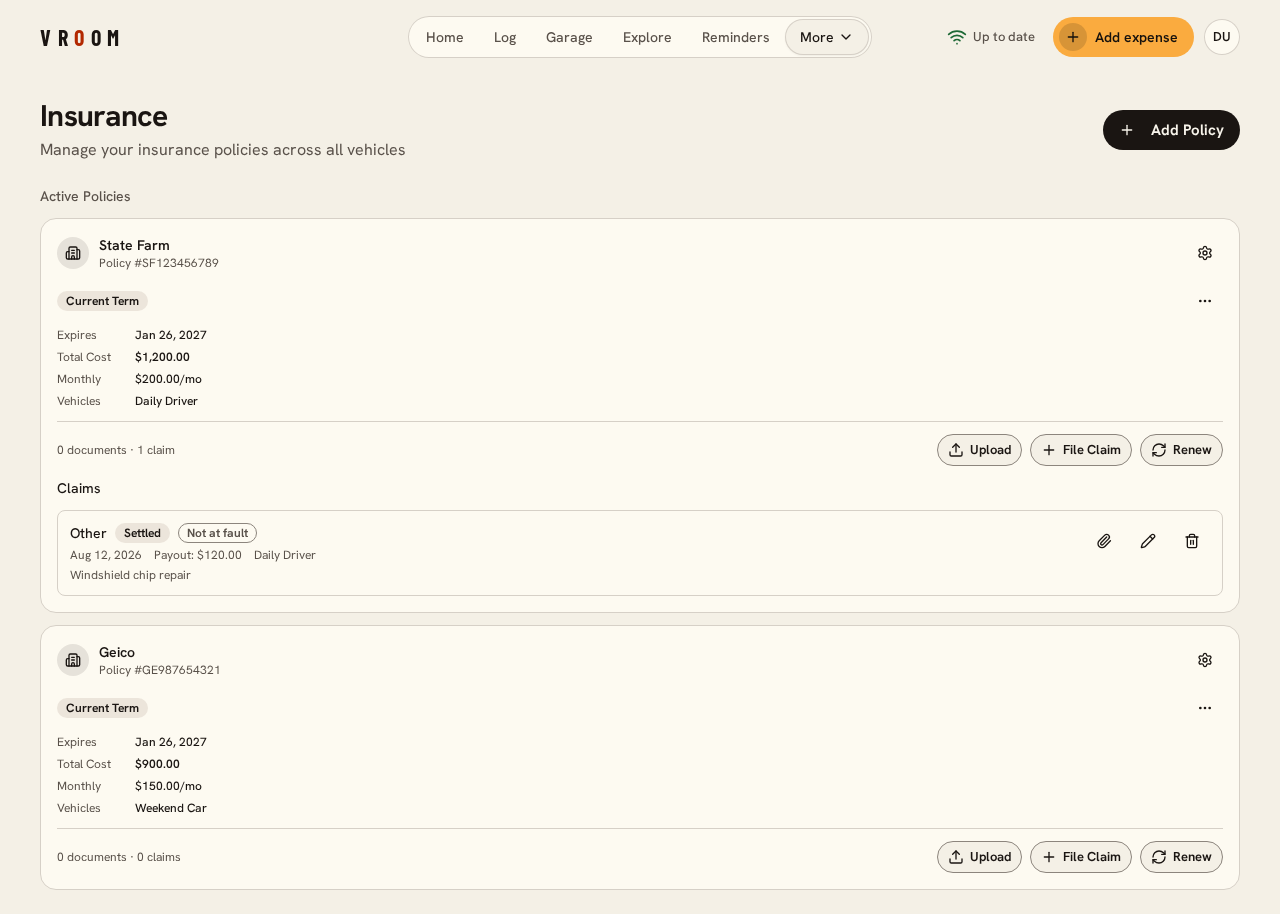 VROOM
Home Log Garage Explore Reminders More
Up to date
Add expense
DU
Insurance
Manage your insurance policies across all vehicles
Add Policy
Active Policies
State Farm
Policy #SF123456789
Current Term
Expires Jan 26, 2027
Total Cost $1,200.00
Monthly $200.00/mo
Vehicles Daily Driver
0 documents · 1 claim
Upload File Claim Renew
Claims
Other Settled Not at fault
Aug 12, 2026 Payout: $120.00 Daily Driver
Windshield chip repair
Geico
Policy #GE987654321
Current Term
Expires Jan 26, 2027
Total Cost $900.00
Monthly $150.00/mo
Vehicles Weekend Car
0 documents · 0 claims
Upload File Claim Renew